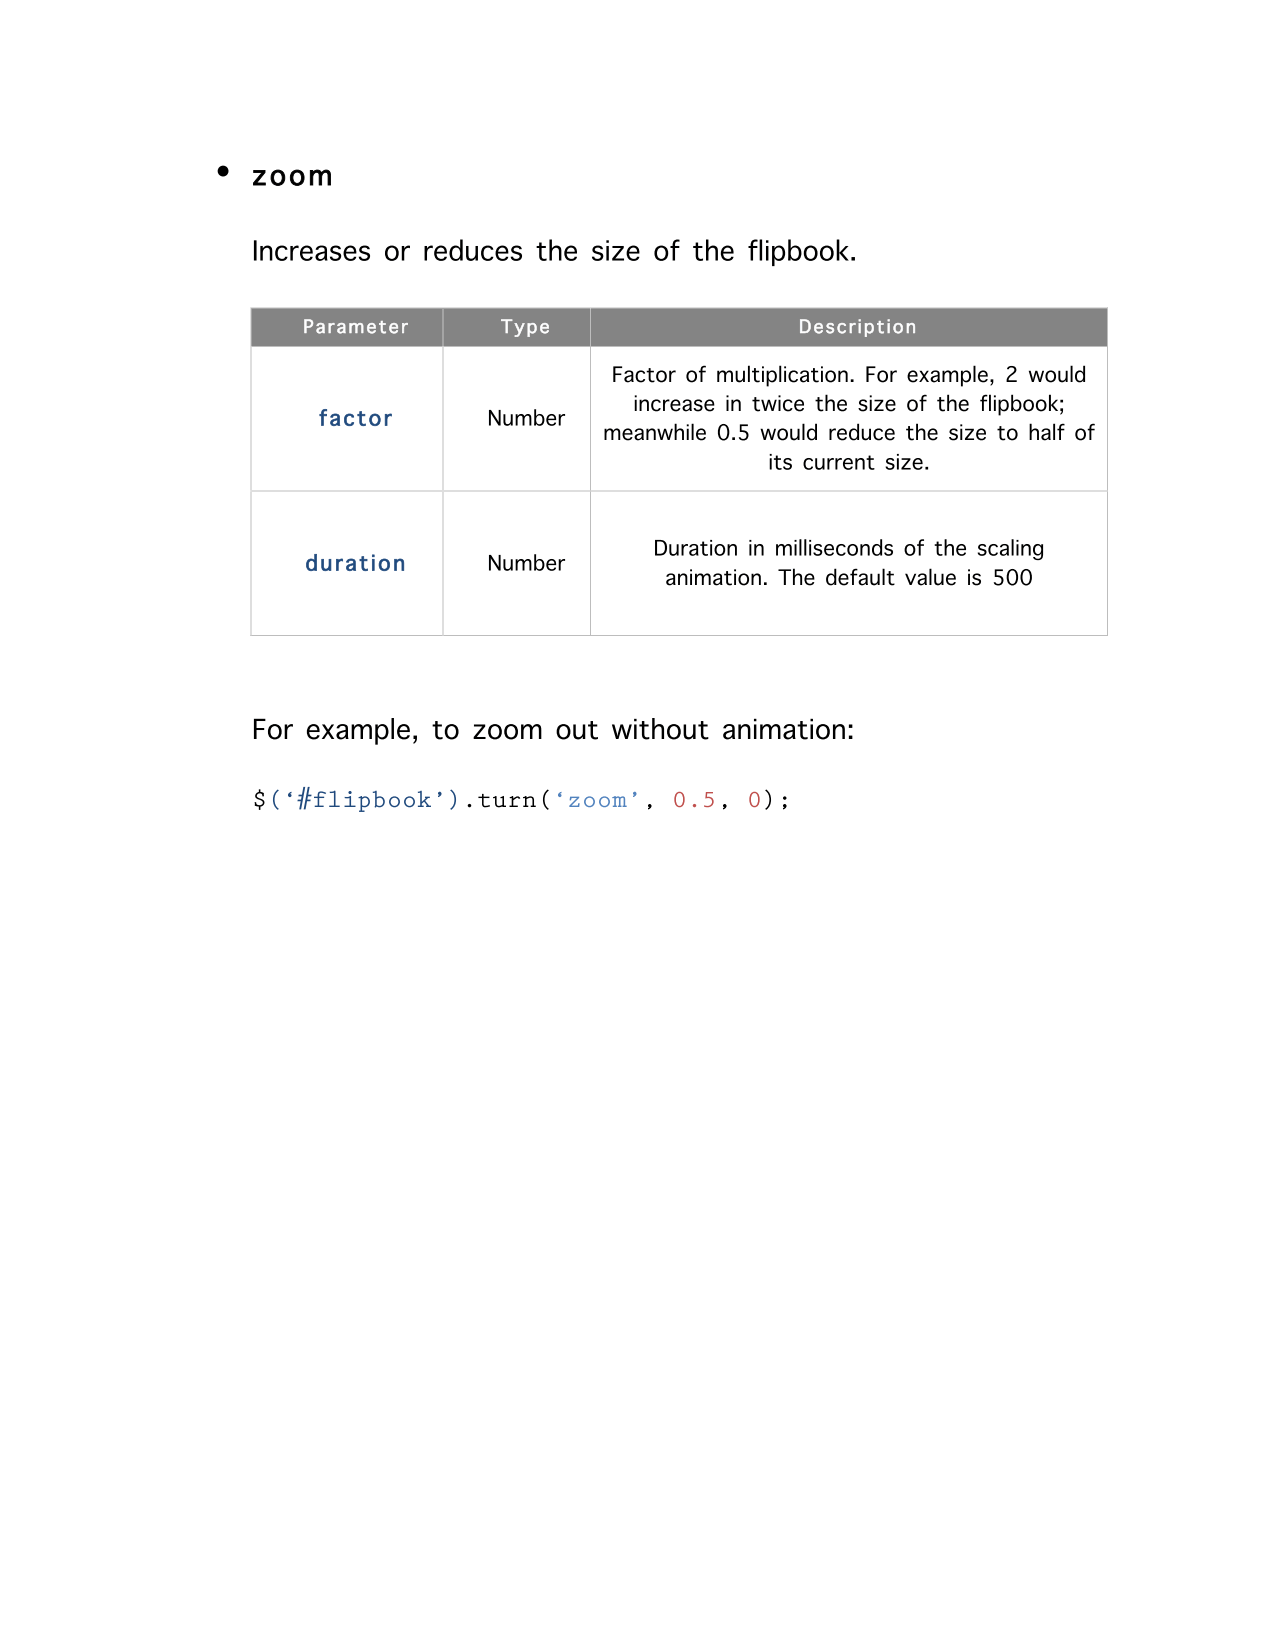 • zoom
Increases or reduces the size of the flipbook.
Parameter Type Description
factor Number Factor of multiplication. For example, 2 would
increase in twice the size of the flipbook;
meanwhile 0.5 would reduce the size to half of
its current size.
duration Number Duration in milliseconds of the scaling
animation. The default value is 500
For example, to zoom out without animation:
$(‘#flipbook’).turn(‘zoom’, 0.5, 0);